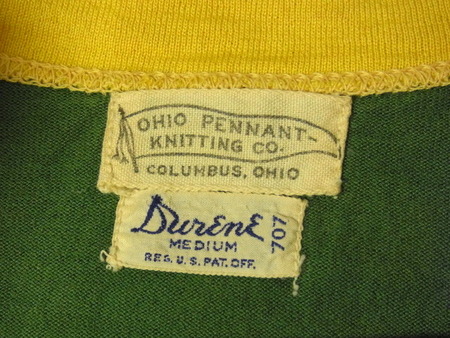 OHIO PENNANT-
KNITTING CO.
COLUMBUS, OHIO
Durene
MEDIUM
REG. U.S. PAT. OFF.
707